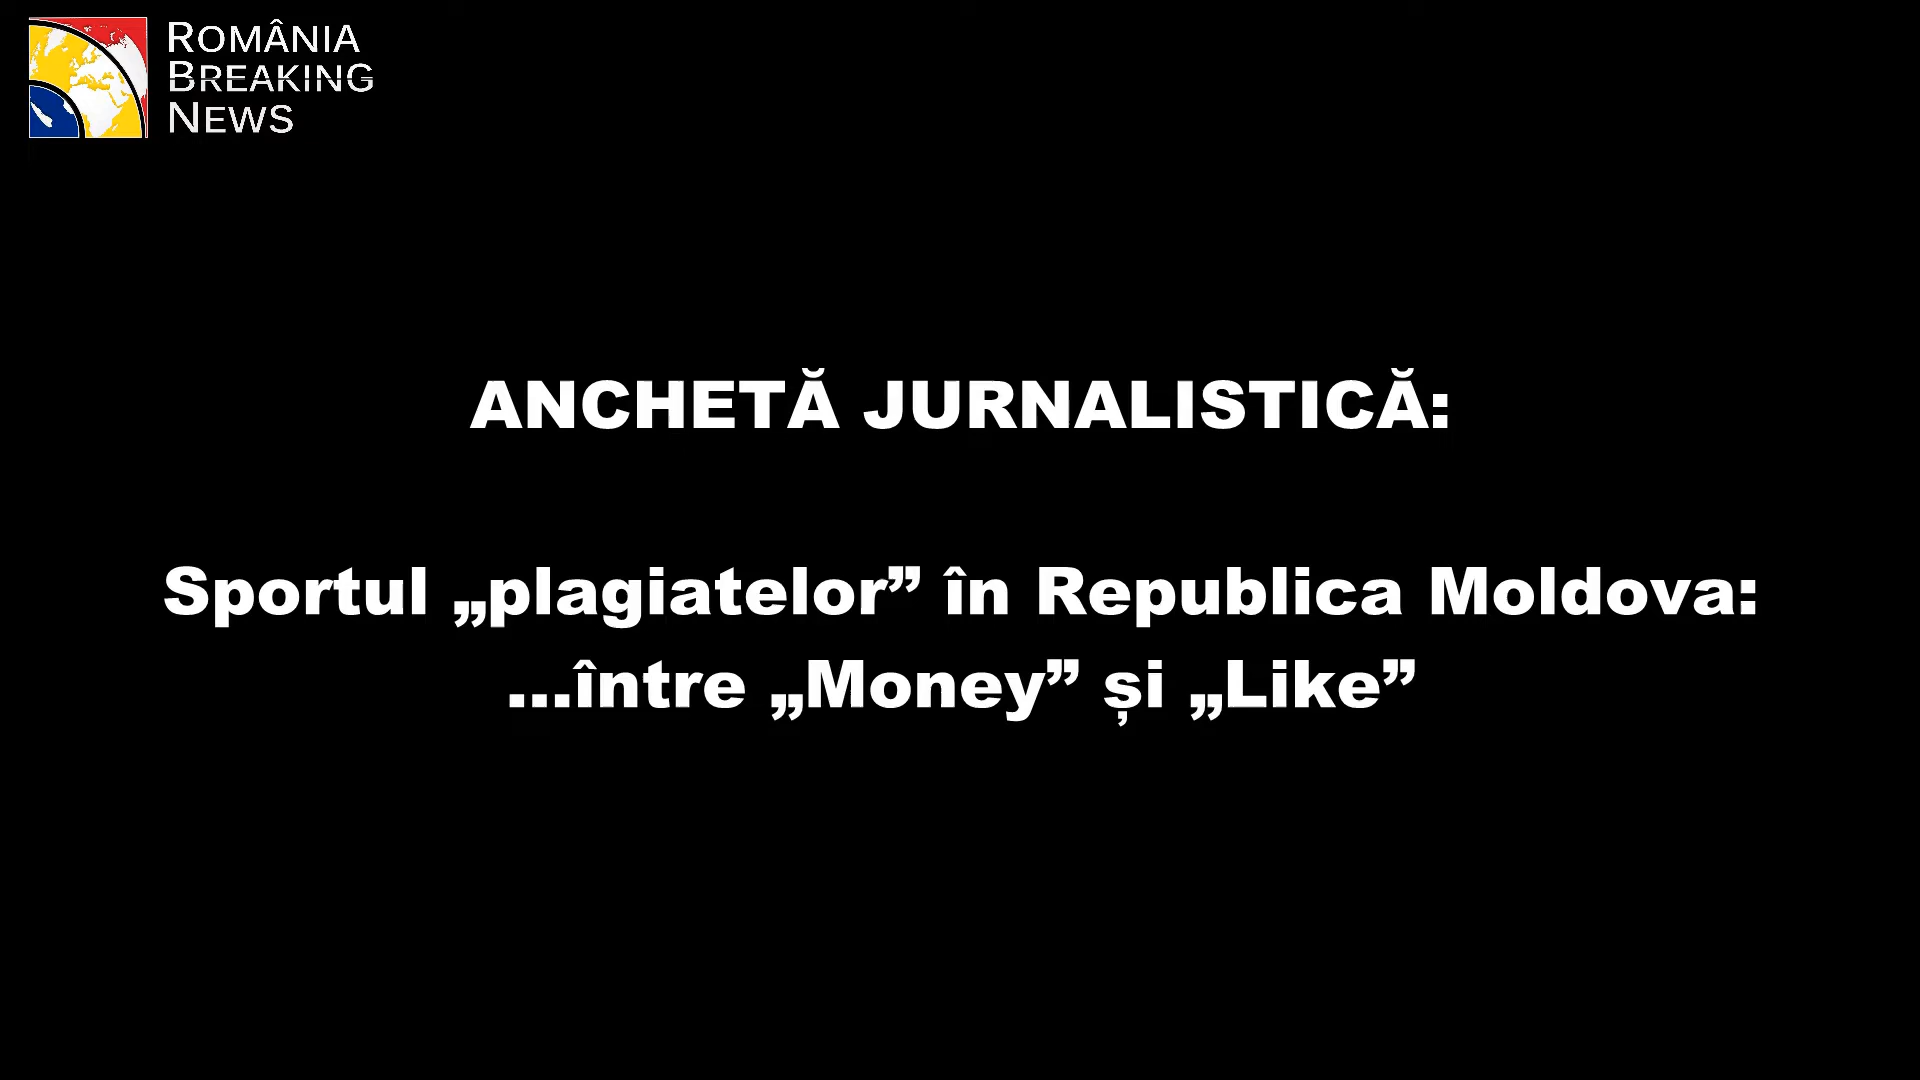 ROMÂNIA
BREAKING
NEWS
ANCHETĂ JURNALISTICĂ:
Sportul „plagiatelor” în Republica Moldova:
...între „Money” și „Like”